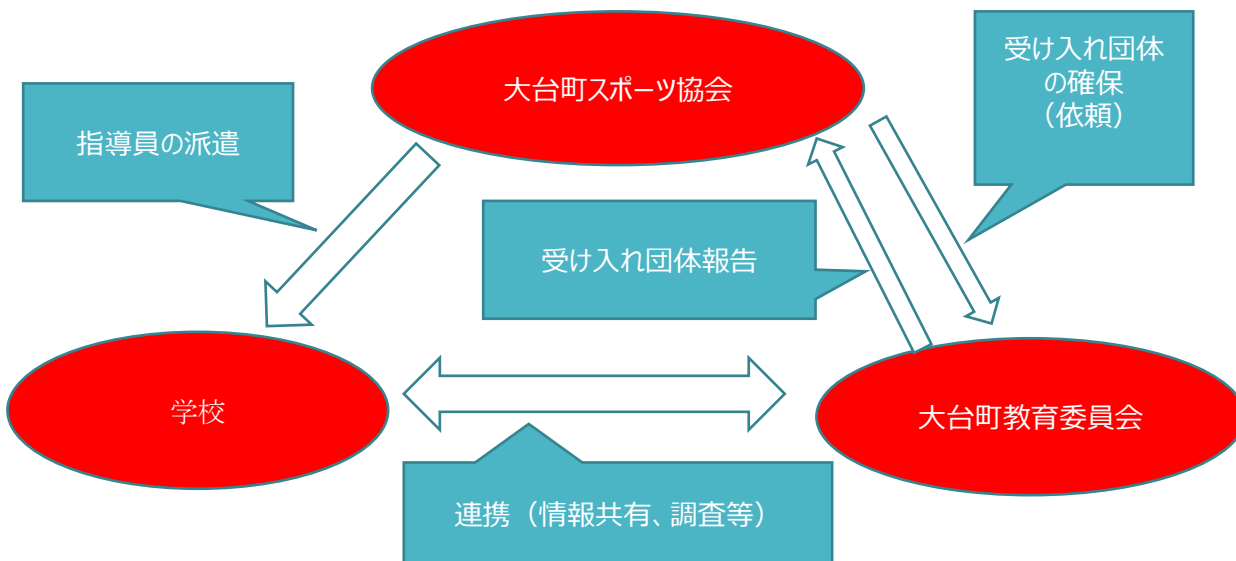 大台町スポーツ協会
受け入れ団体
の確保
（依頼）
指導員の派遣
受け入れ団体報告
学校
大台町教育委員会
連携（情報共有、調査等）